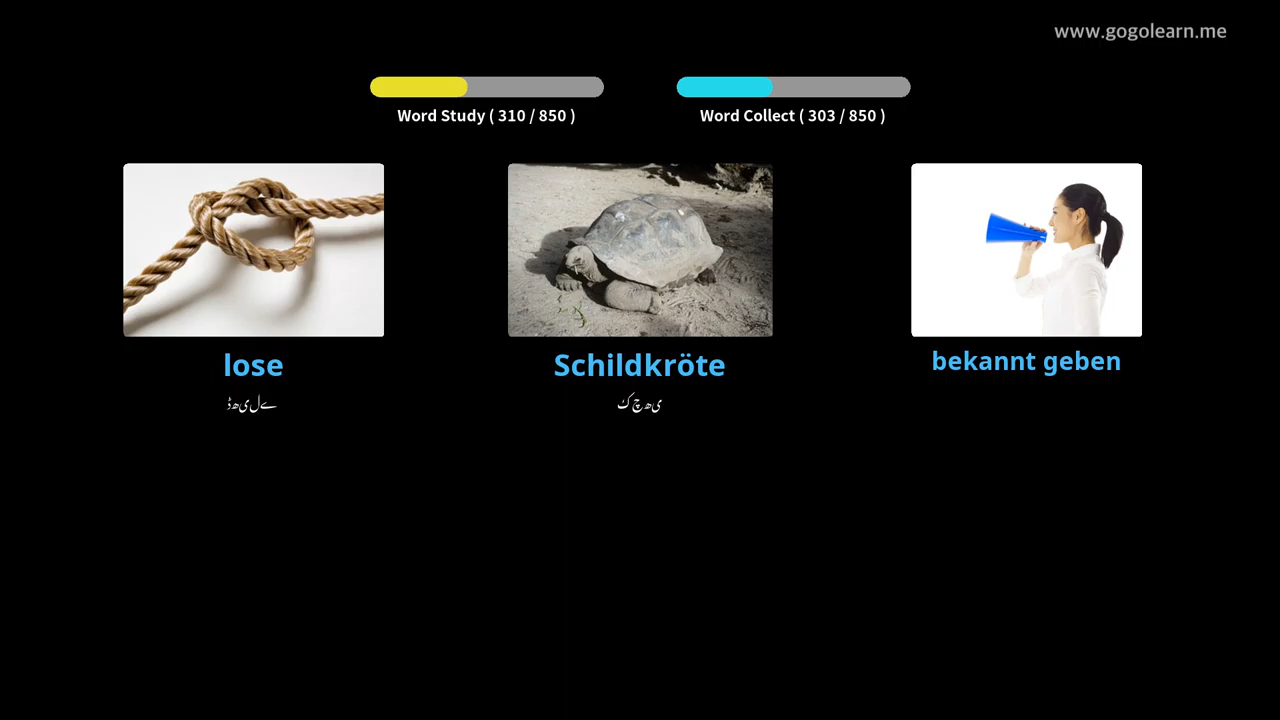 www.gogolearn.me
Word Study ( 310 / 850 )
Word Collect ( 303 / 850 )
lose
Schildkröte
bekannt geben
ڈھیلے
کچھی